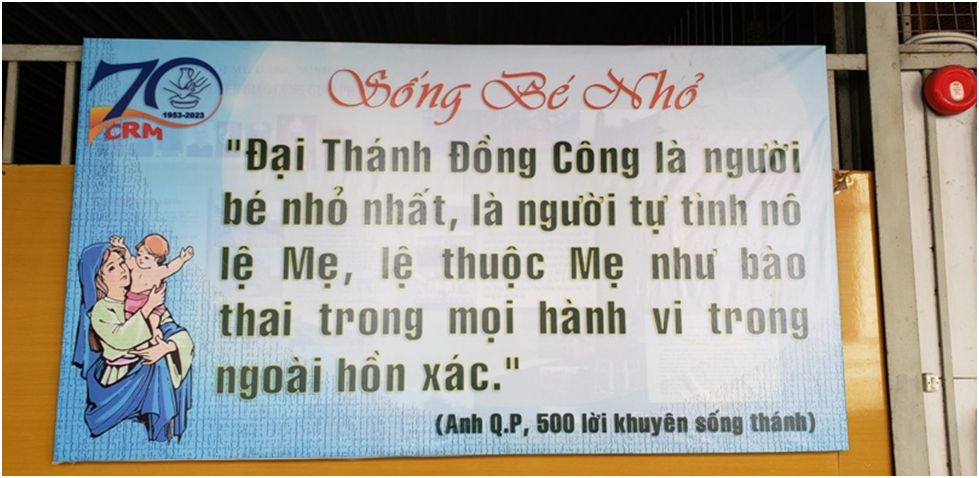 70
1953-2023
CRM
Sống Bé Nhỏ
"Đại Thánh Đồng Công là người
bé nhỏ nhất, là người tự tình nô
lệ Mẹ, lệ thuộc Mẹ như bào
thai trong mọi hành vi trong
ngoài hồn xác."
(Anh Q.P, 500 lời khuyên sống thánh)